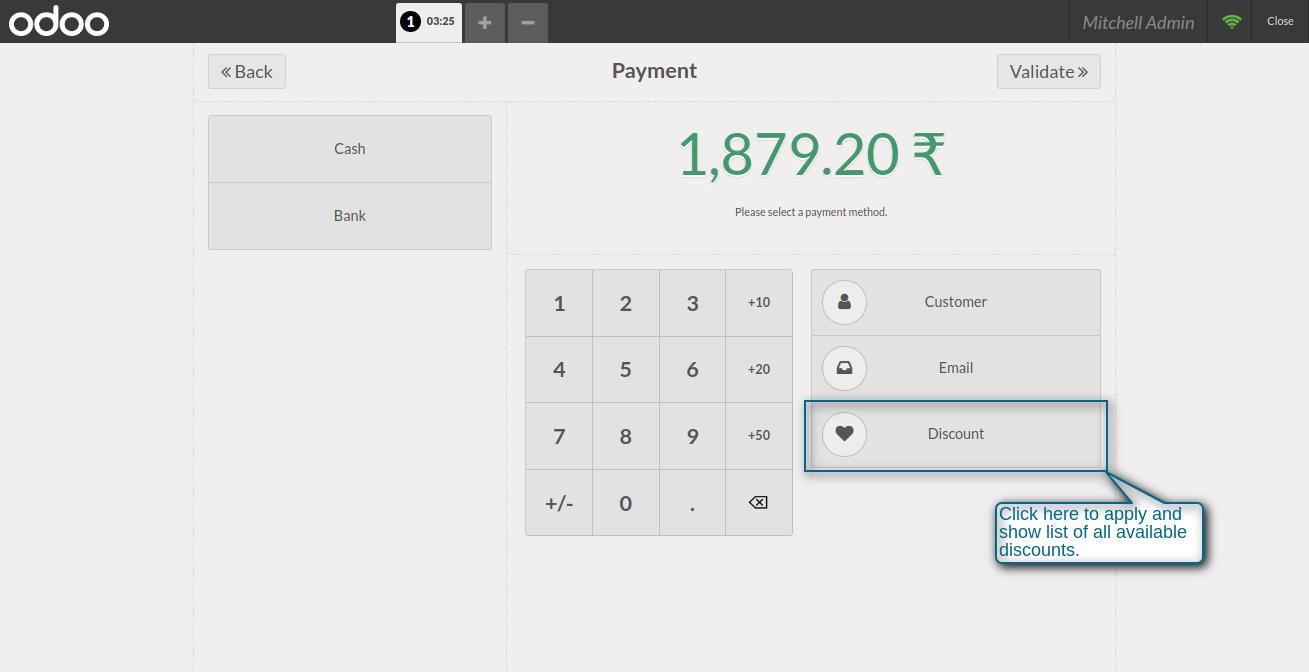 odoo
1 03:25 + −
Mitchell Admin
Close
« Back
Payment
Validate »
Cash
Bank
1,879.20 ₹
Please select a payment method.
1 2 3 +10
4 5 6 +20
7 8 9 +50
+/- 0 .
Customer
Email
Discount
Click here to apply and
show list of all available
discounts.